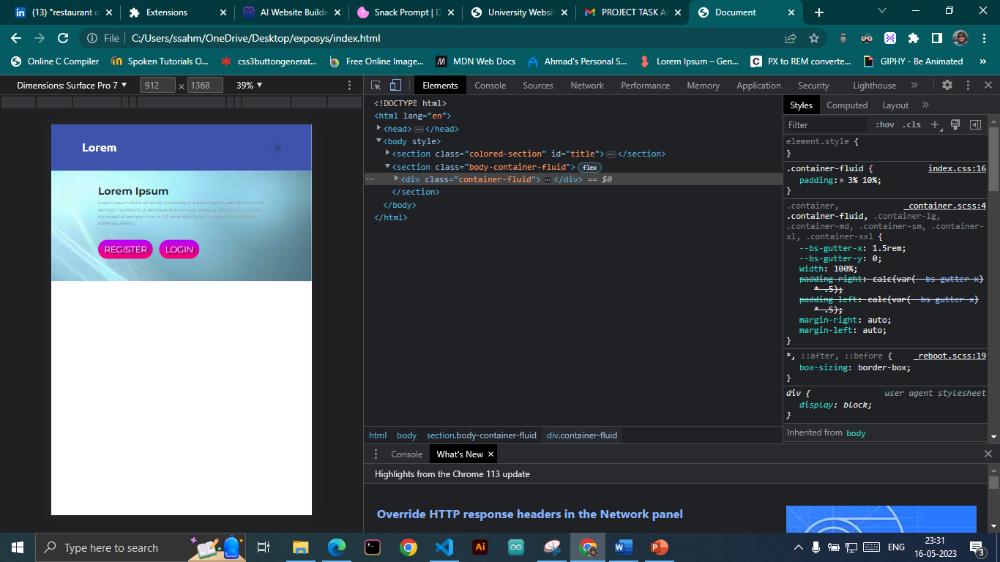 (13) "restaurant o
Extensions
AI Website Builde
Snack Prompt | D
University Websit
PROJECT TASK AL
Document
File
C:/Users/ssahm/OneDrive/Desktop/exposys/index.html
Online C Compiler
Spoken Tutorials O...
css3buttongenerat...
Free Online Image...
MDN Web Docs
Ahmad's Personal S...
Lorem Ipsum – Gen...
PX to REM converte...
GIPHY - Be Animated
»
Dimensions: Surface Pro 7 ▼ 912 × 1368 39% ▼
Elements Console Sources Network Performance Memory Application Security Lighthouse »
Lorem
Lorem Ipsum
Lorem ipsum dolor sit amet, consectetur adipiscing elit, sed do eiusmod
tempor incididunt ut labore et dolore magna aliqua. Nisl purus in mollis
nunc sed id semper risus in. Ut venenatis tellus in metus vulputate eu
scelerisque felis.
REGISTER LOGIN
<!DOCTYPE html>
<html lang="en">
<head>…</head>
<body style>
<section class="colored-section" id="title">…</section>
<section class="body-container-fluid"> flex
… <div class="container-fluid">…</div> == $0
</section>
</body>
</html>
html body section.body-container-fluid div.container-fluid
Styles Computed Layout »
Filter :hov .cls +
element.style {
}
.container-fluid { index.css:16
padding: 3% 10%;
}
.container, _container.scss:4
.container-fluid, .container-lg,
.container-md, .container-sm, .container-
xl, .container-xxl {
--bs-gutter-x: 1.5rem;
--bs-gutter-y: 0;
width: 100%;
padding-right: calc(var(--bs-gutter-x)
* .5);
padding-left: calc(var(--bs-gutter-x)
* .5);
margin-right: auto;
margin-left: auto;
}
*, ::after, ::before { _reboot.scss:19
box-sizing: border-box;
}
div { user agent stylesheet
display: block;
}
Inherited from body
Console What's New ×
Highlights from the Chrome 113 update
Override HTTP response headers in the Network panel
Type here to search
Ai
ENG
23:31
16-05-2023
3